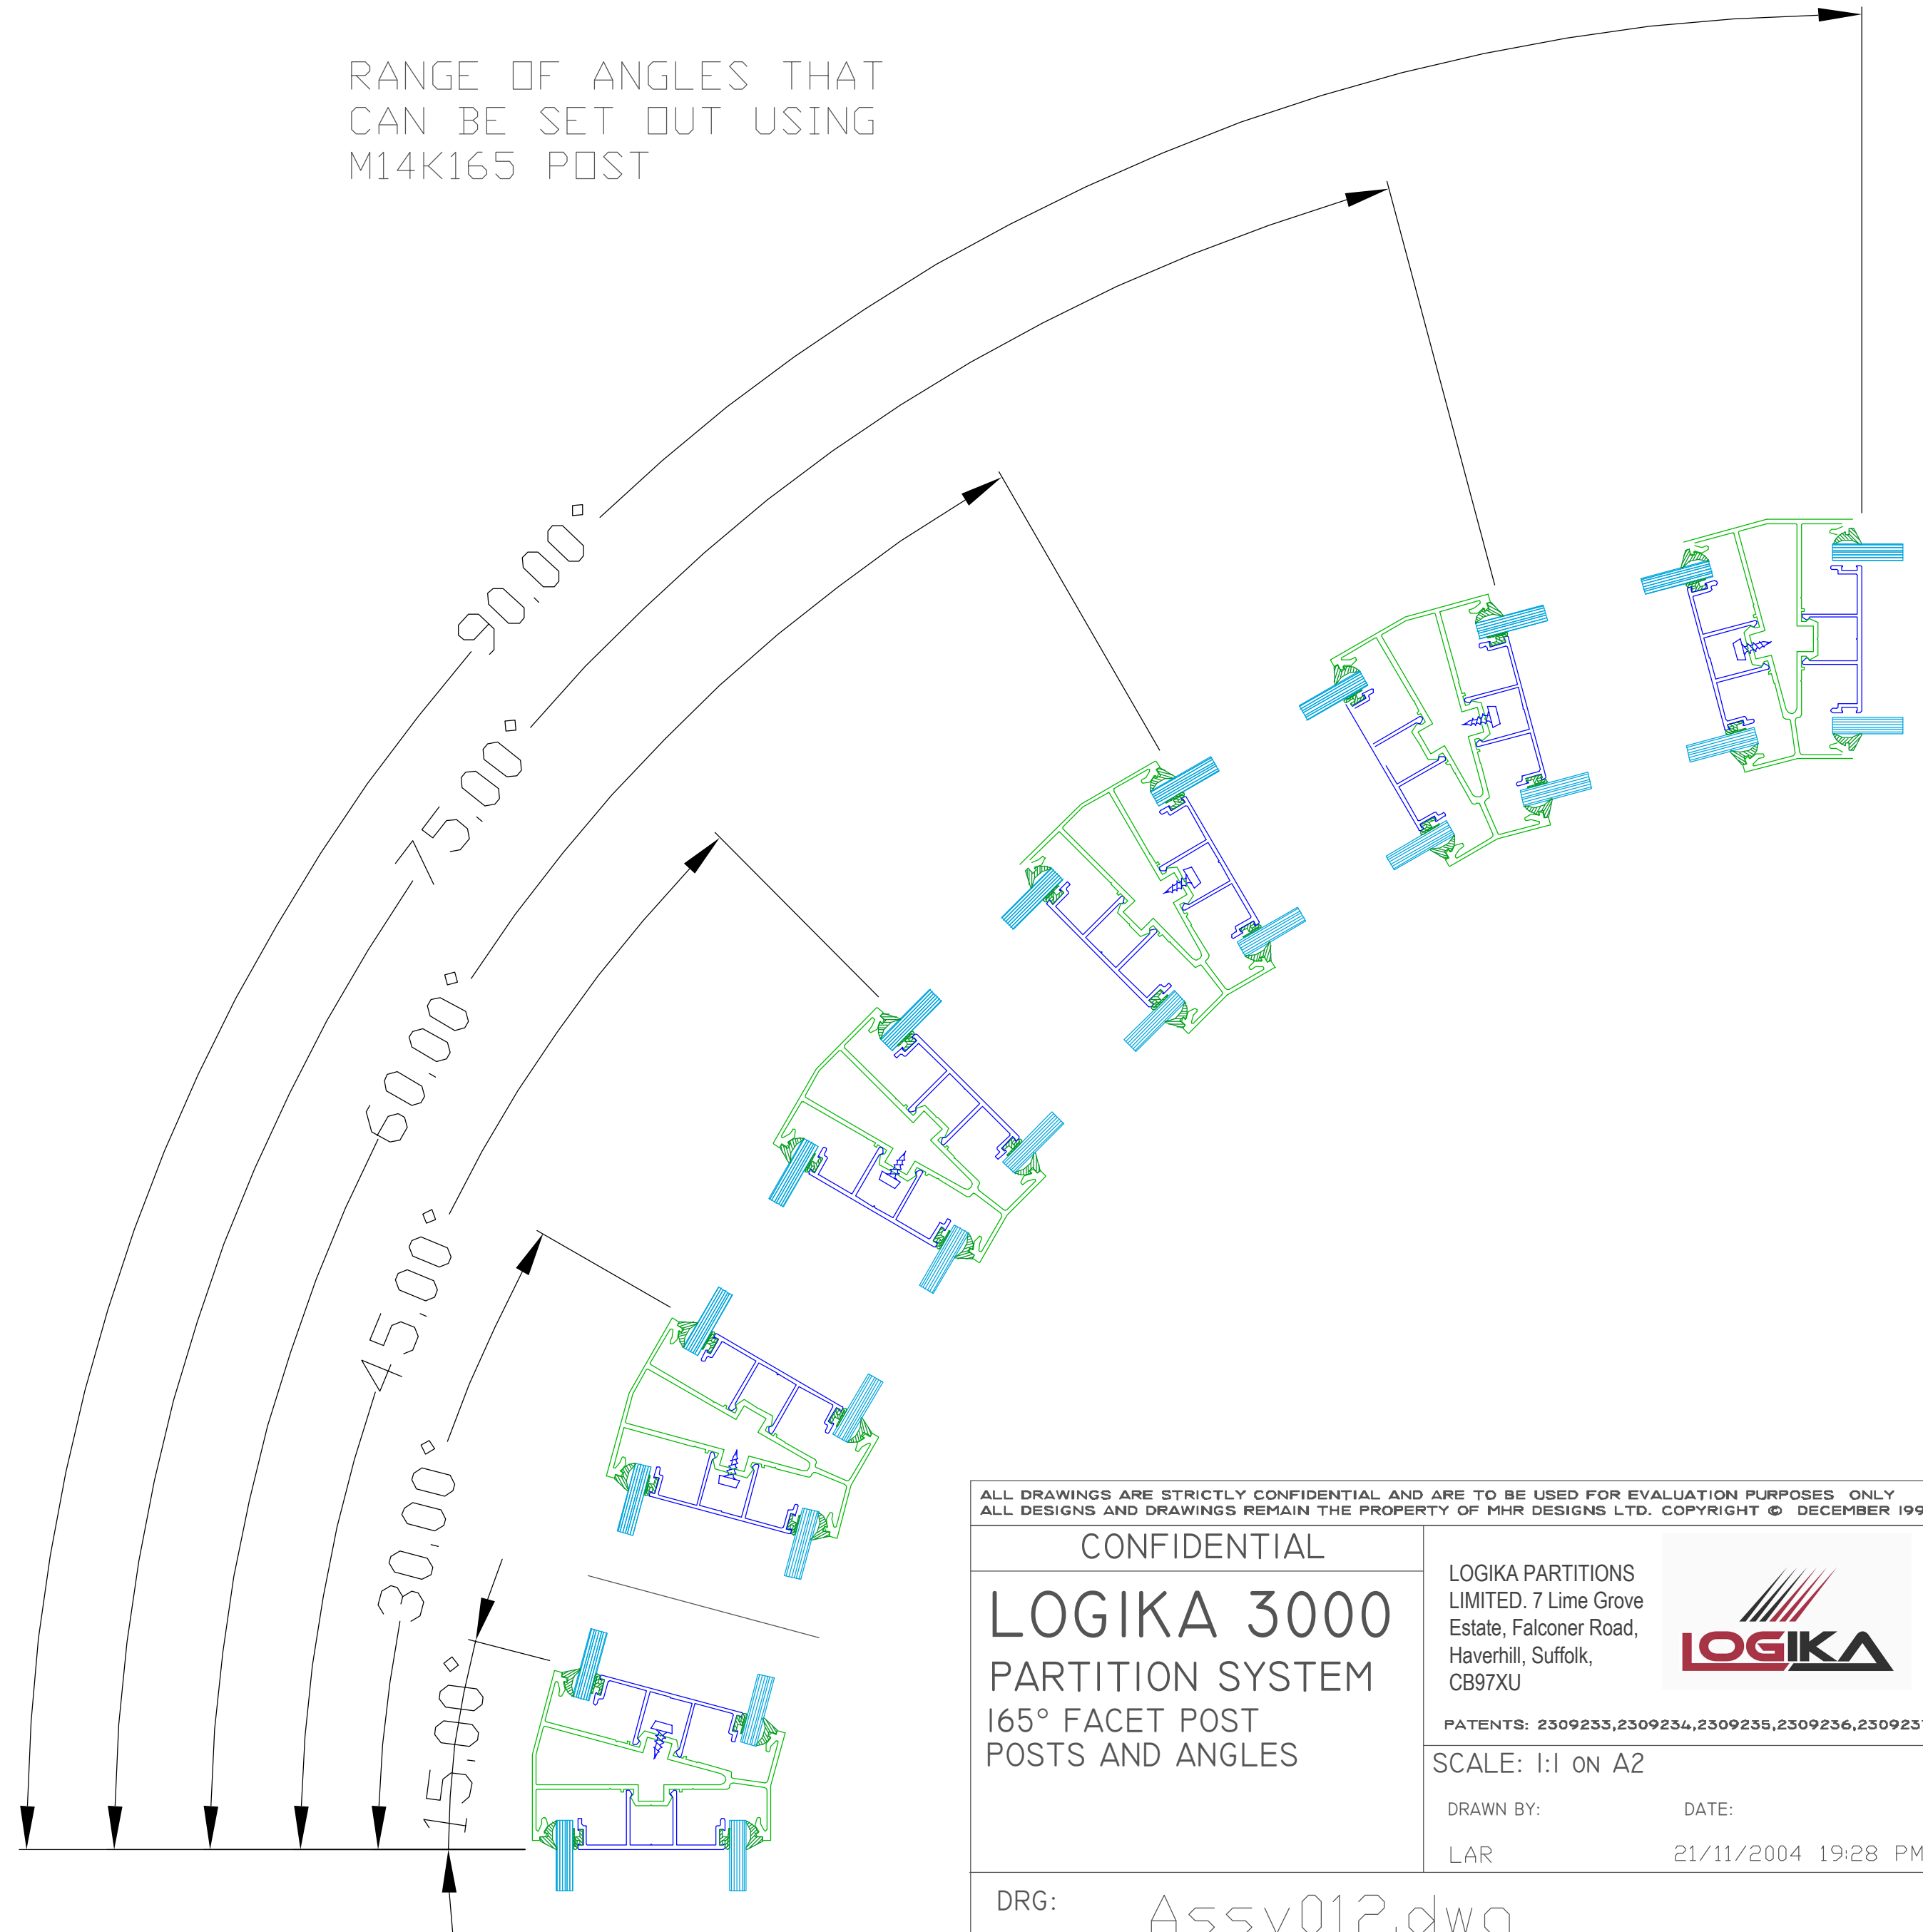 RANGE OF ANGLES THAT
CAN BE SET OUT USING
M14K165 POST
90.00°
75.00°
60.00°
45.00°
30.00°
15.00°
ALL DRAWINGS ARE STRICTLY CONFIDENTIAL AND ARE TO BE USED FOR EVALUATION PURPOSES ONLY
ALL DESIGNS AND DRAWINGS REMAIN THE PROPERTY OF MHR DESIGNS LTD. COPYRIGHT © DECEMBER 199
CONFIDENTIAL
LOGIKA 3000
PARTITION SYSTEM
165° FACET POST
POSTS AND ANGLES
LOGIKA PARTITIONS
LIMITED. 7 Lime Grove
Estate, Falconer Road,
Haverhill, Suffolk,
CB97XU
LOGIKA
PATENTS: 2309233,2309234,2309235,2309236,230923
SCALE: 1:1 ON A2
DRAWN BY: DATE:
LAR 21/11/2004 19:28 PM
DRG: Assy012.dwg